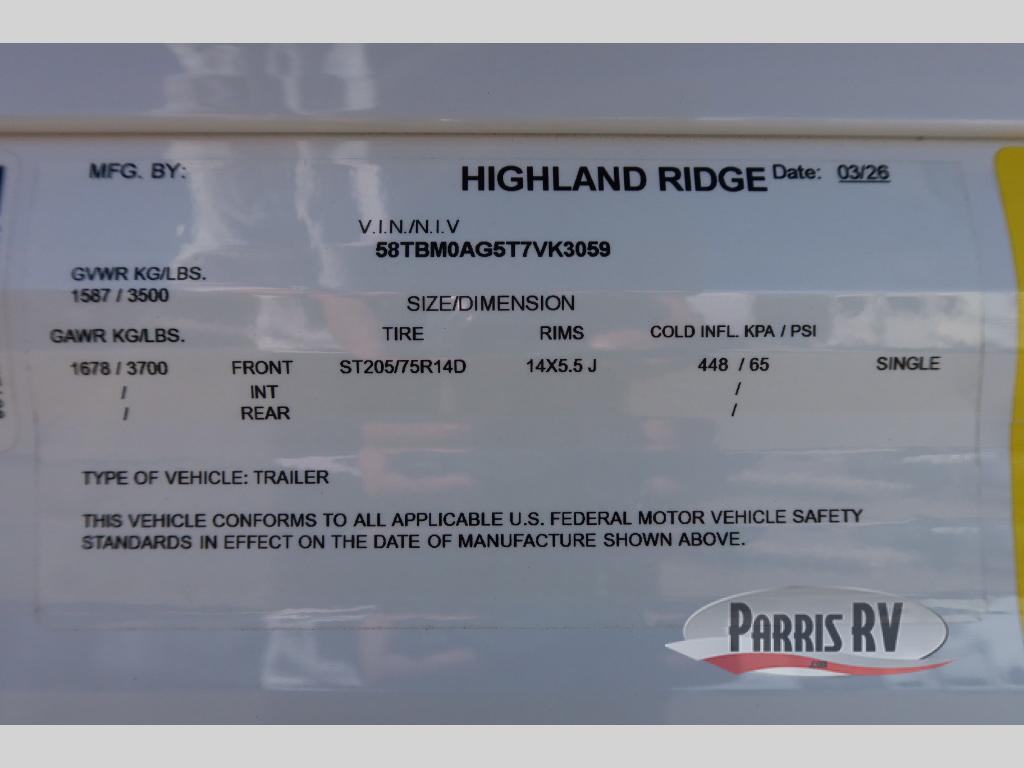 MFG. BY: HIGHLAND RIDGE Date: 03/26
V.I.N./N.I.V
58TBM0AG5T7VK3059
GVWR KG/LBS.
1587 / 3500
SIZE/DIMENSION
GAWR KG/LBS. TIRE RIMS COLD INFL. KPA / PSI
1678 / 3700 FRONT ST205/75R14D 14X5.5 J 448 / 65 SINGLE
/ INT /
/ REAR /
TYPE OF VEHICLE: TRAILER
THIS VEHICLE CONFORMS TO ALL APPLICABLE U.S. FEDERAL MOTOR VEHICLE SAFETY
STANDARDS IN EFFECT ON THE DATE OF MANUFACTURE SHOWN ABOVE.
PARRIS RV
.com